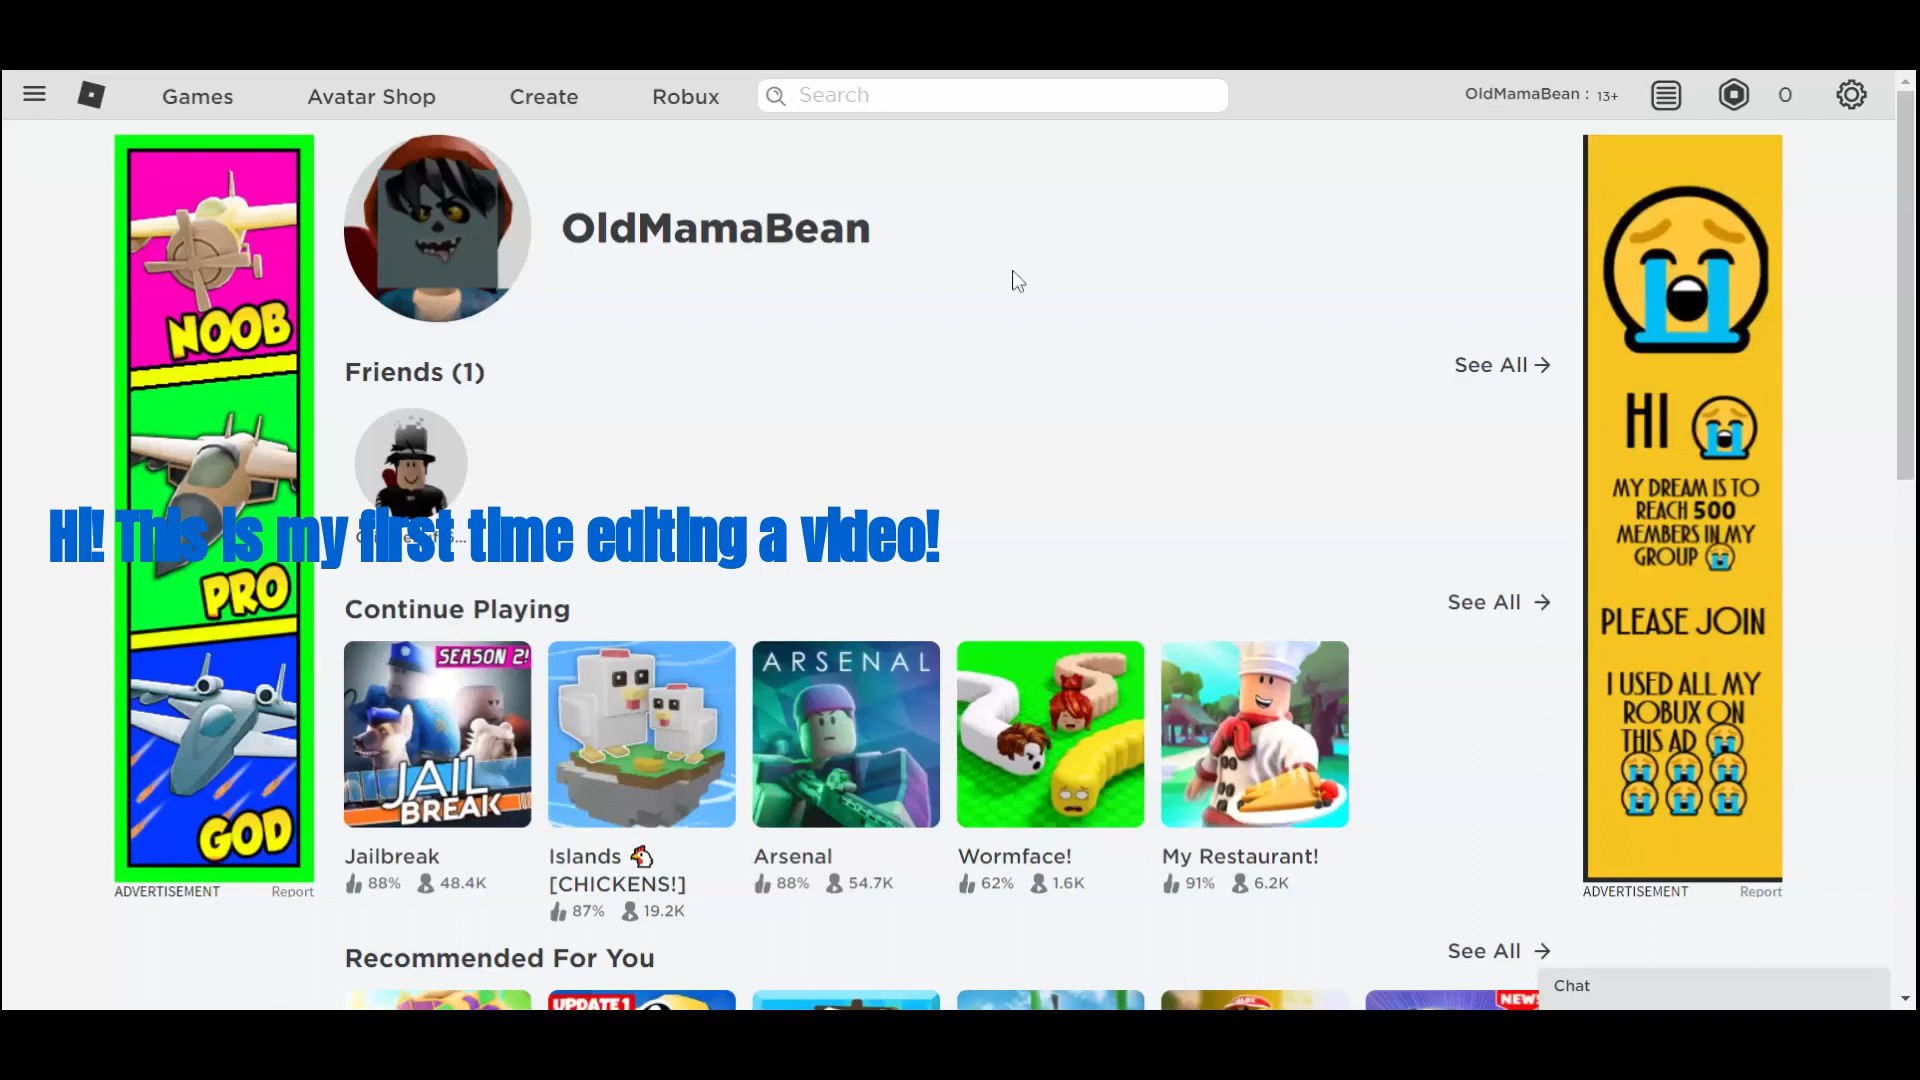 Games
Avatar Shop
Create
Robux
Search
OldMamaBean : 13+
0
NOOB
PRO
GOD
ADVERTISEMENT
Report
OldMamaBean
Friends (1)
See All
Hi! This is my first time editing a video!
Continue Playing
See All
SEASON 2!
JAIL
BREAK
ARSENAL
Jailbreak
88% 48.4K
Islands 🐔
[CHICKENS!]
87% 19.2K
Arsenal
88% 54.7K
Wormface!
62% 1.6K
My Restaurant!
91% 6.2K
Recommended For You
See All
UPDATE 1
NEW!
HI 😭
MY DREAM IS TO
REACH 500
MEMBERS IN MY
GROUP 😭
PLEASE JOIN
I USED ALL MY
ROBUX ON
THIS AD 😭
😭😭😭
😭😭😭
ADVERTISEMENT
Report
Chat